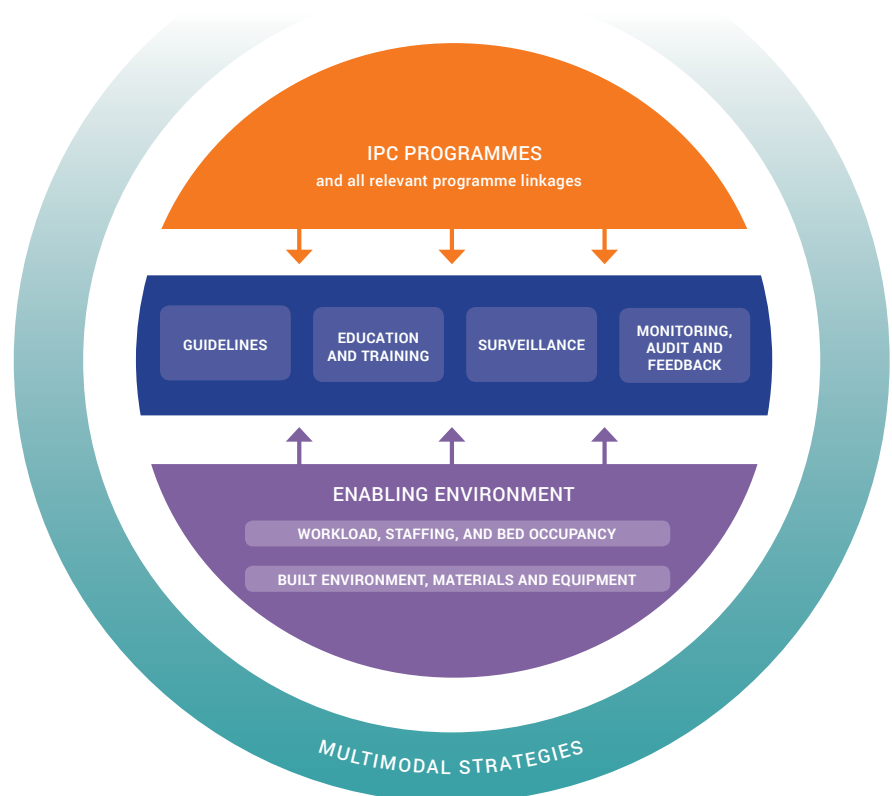 IPC PROGRAMMES
and all relevant programme linkages
GUIDELINES
EDUCATION
AND TRAINING
SURVEILLANCE
MONITORING,
AUDIT AND
FEEDBACK
ENABLING ENVIRONMENT
WORKLOAD, STAFFING, AND BED OCCUPANCY
BUILT ENVIRONMENT, MATERIALS AND EQUIPMENT
MULTIMODAL STRATEGIES